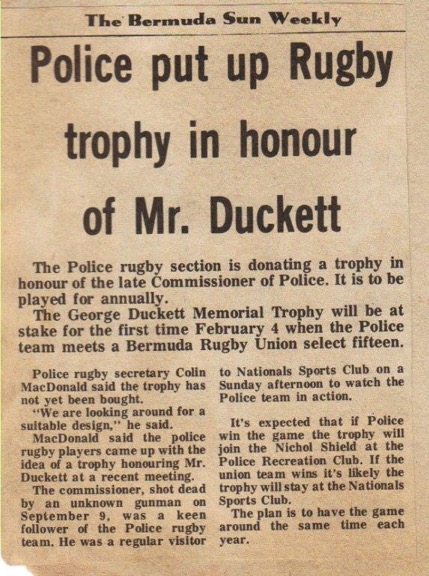 The Bermuda Sun Weekly
Police put up Rugby
trophy in honour
of Mr. Duckett
The Police rugby section is donating a trophy in
honour of the late Commissioner of Police. It is to be
played for annually.
The George Duckett Memorial Trophy will be at
stake for the first time February 4 when the Police
team meets a Bermuda Rugby Union select fifteen.
Police rugby secretary Colin
MacDonald said the trophy has
not yet been bought.
"We are looking around for a
suitable design," he said.
MacDonald said the police
rugby players came up with the
idea of a trophy honouring Mr.
Duckett at a recent meeting.
The commissioner, shot dead
by an unknown gunman on
September 9, was a keen
follower of the Police rugby
team. He was a regular visitor
to Nationals Sports Club on a
Sunday afternoon to watch the
Police team in action.
It's expected that if Police
win the game the trophy will
join the Nichol Shield at the
Police Recreation Club. If the
union team wins it's likely the
trophy will stay at the Nationals
Sports Club.
The plan is to have the game
around the same time each
year.